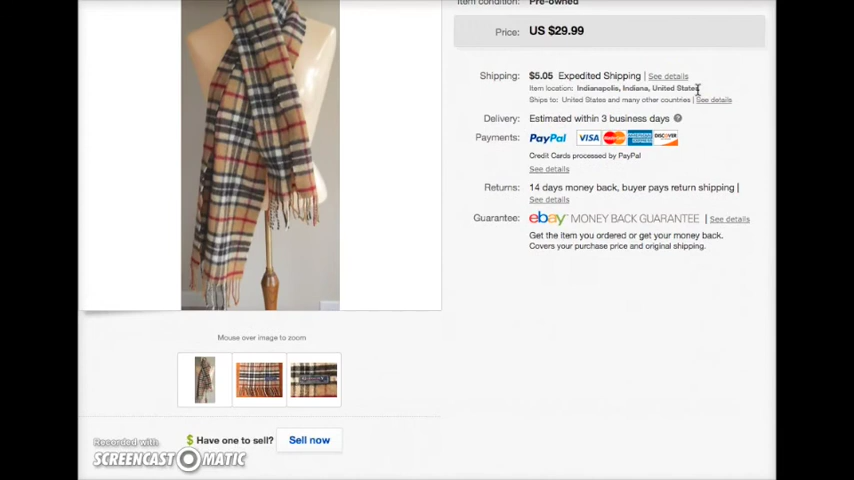 Item condition: Pre-owned
Price: US $29.99
Shipping: $5.05 Expedited Shipping | See details
Item location: Indianapolis, Indiana, United States
Ships to: United States and many other countries | See details
Delivery: Estimated within 3 business days ?
Payments: PayPal VISA MasterCard AMERICAN EXPRESS DISCOVER
Credit Cards processed by PayPal
See details
Returns: 14 days money back, buyer pays return shipping |
See details
Guarantee: ebay MONEY BACK GUARANTEE | See details
Get the item you ordered or get your money back.
Covers your purchase price and original shipping.
Mouse over image to zoom
$ Have one to sell? Sell now
Recorded with
SCREENCAST-O-MATIC